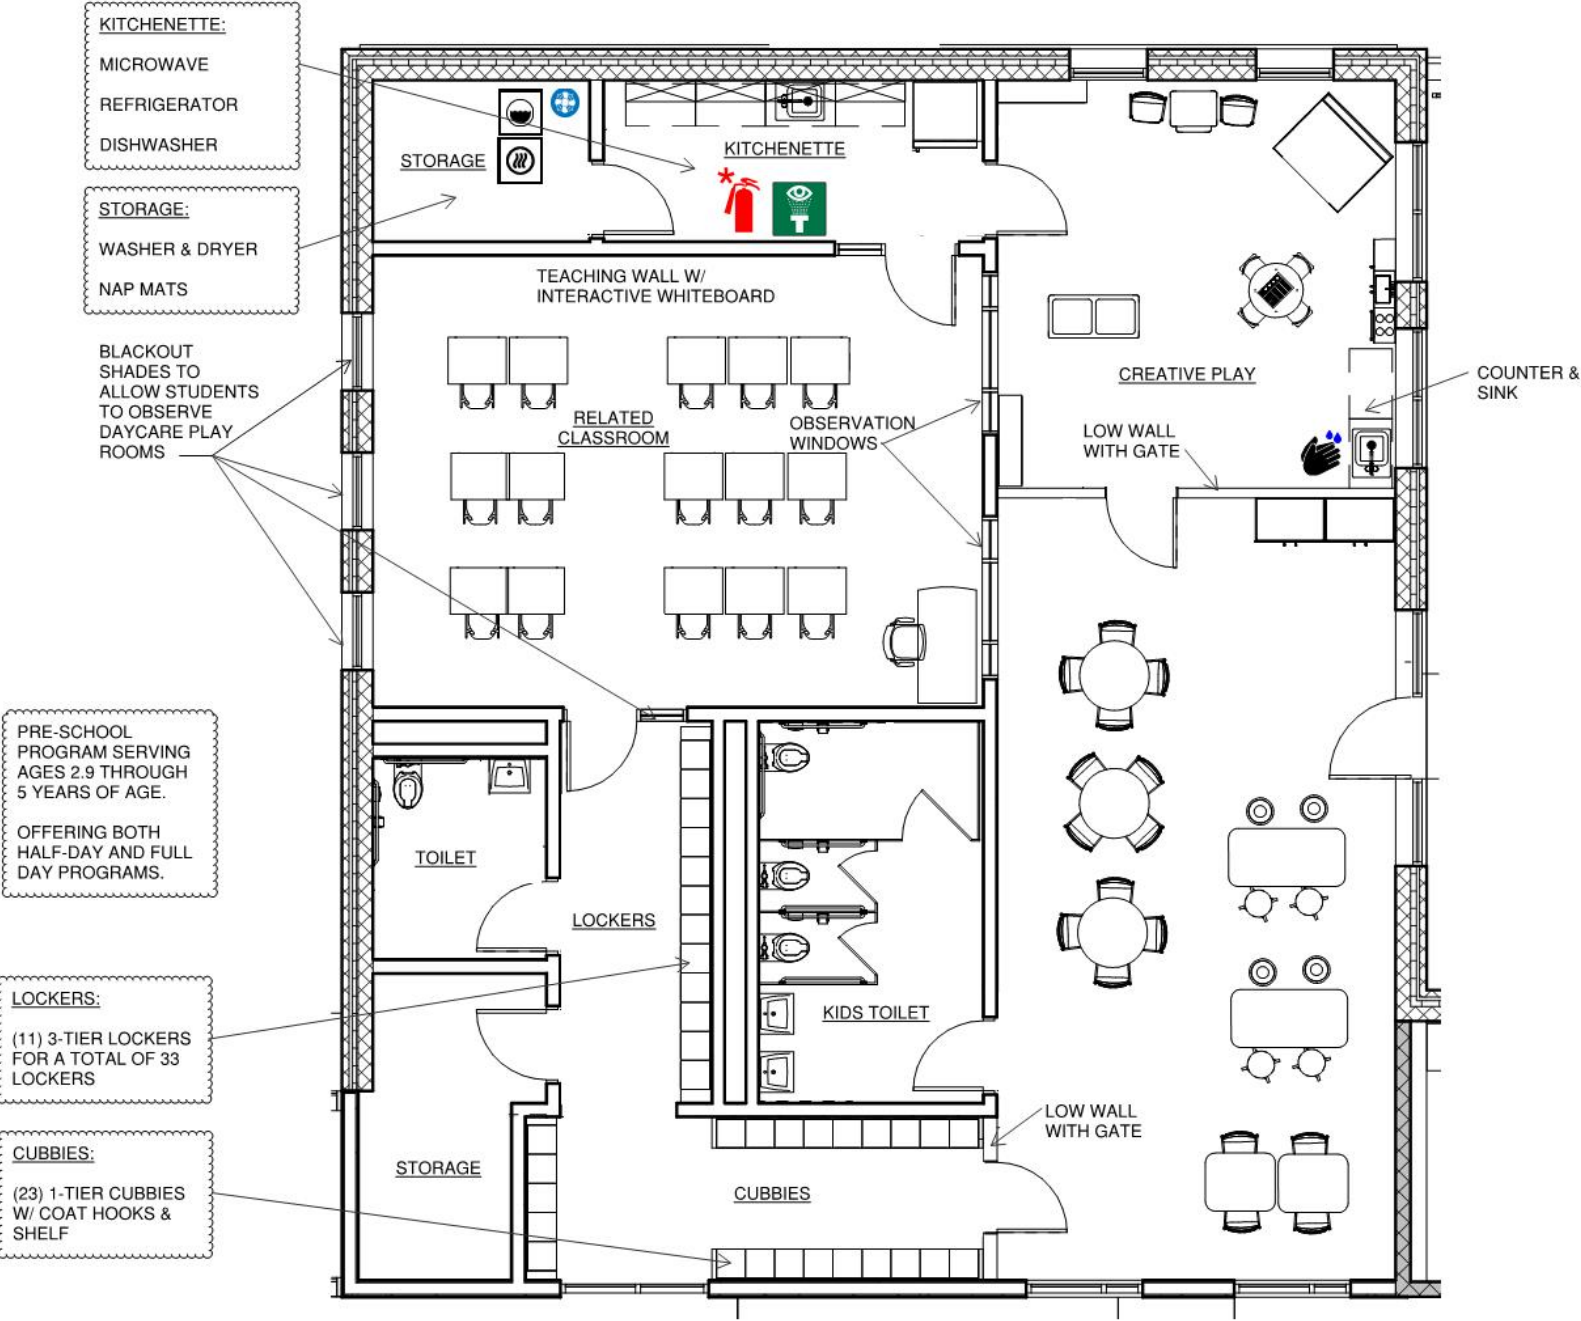 KITCHENETTE:
MICROWAVE
REFRIGERATOR
DISHWASHER
STORAGE:
WASHER & DRYER
NAP MATS
BLACKOUT
SHADES TO
ALLOW STUDENTS
TO OBSERVE
DAYCARE PLAY
ROOMS
PRE-SCHOOL
PROGRAM SERVING
AGES 2.9 THROUGH
5 YEARS OF AGE.
OFFERING BOTH
HALF-DAY AND FULL
DAY PROGRAMS.
LOCKERS:
(11) 3-TIER LOCKERS
FOR A TOTAL OF 33
LOCKERS
CUBBIES:
(23) 1-TIER CUBBIES
W/ COAT HOOKS &
SHELF
STORAGE
KITCHENETTE
*
TEACHING WALL W/
INTERACTIVE WHITEBOARD
RELATED
CLASSROOM
OBSERVATION
WINDOWS
CREATIVE PLAY
COUNTER &
SINK
LOW WALL
WITH GATE
TOILET
LOCKERS
KIDS TOILET
STORAGE
CUBBIES
LOW WALL
WITH GATE